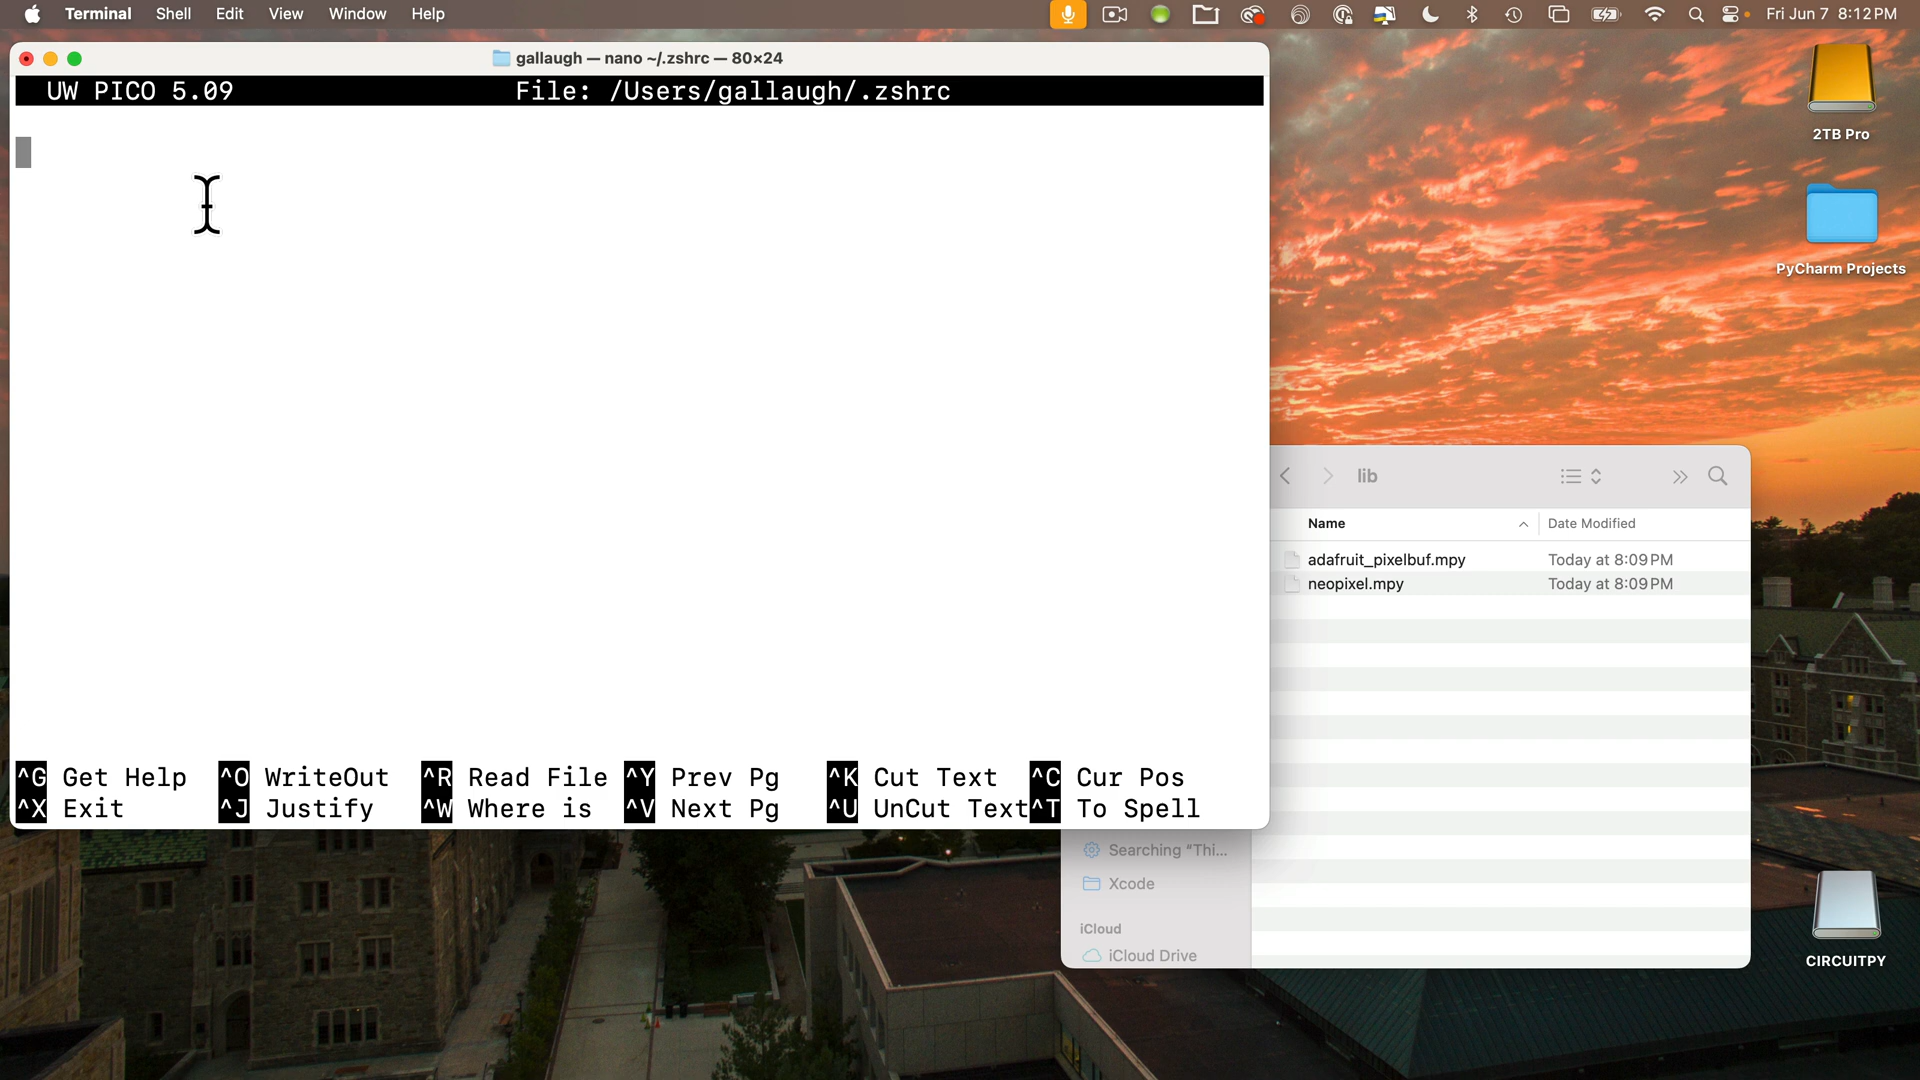 Terminal Shell Edit View Window Help
Fri Jun 7 8:12 PM
gallaugh — nano ~/.zshrc — 80×24
UW PICO 5.09 File: /Users/gallaugh/.zshrc
^G Get Help ^O WriteOut ^R Read File ^Y Prev Pg ^K Cut Text ^C Cur Pos
^X Exit ^J Justify ^W Where is ^V Next Pg ^U UnCut Text ^T To Spell
2TB Pro
PyCharm Projects
lib
Name Date Modified
adafruit_pixelbuf.mpy Today at 8:09 PM
neopixel.mpy Today at 8:09 PM
Searching “Thi...
Xcode
iCloud
iCloud Drive
CIRCUITPY